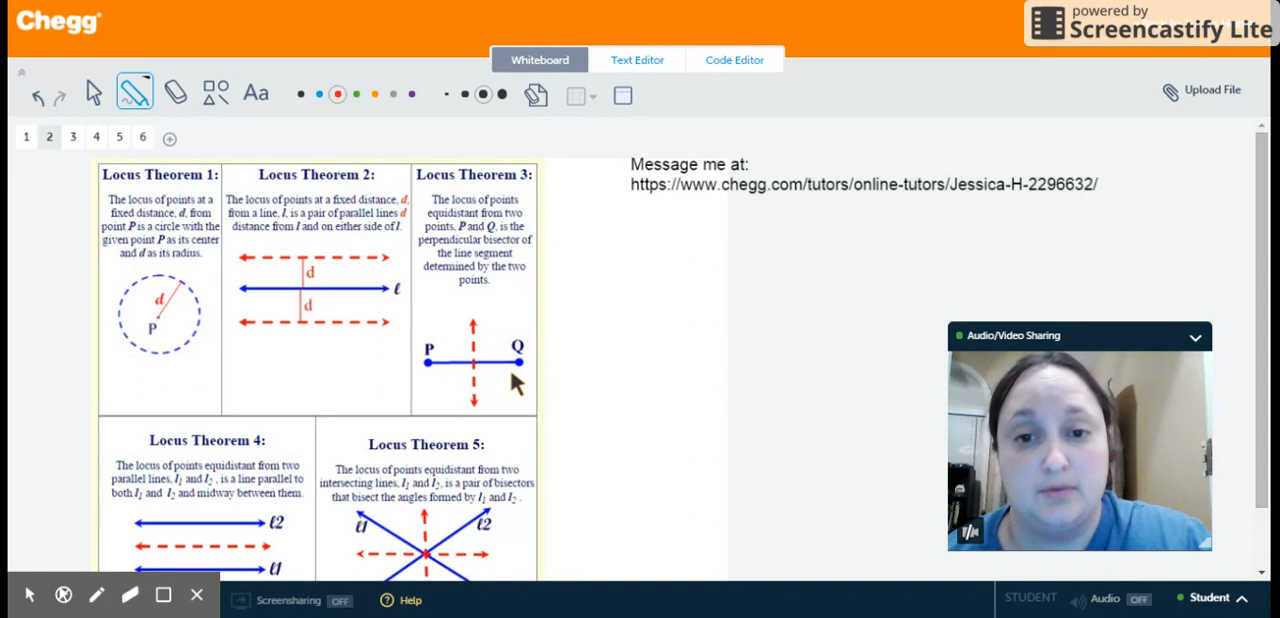 Chegg
powered by
Screencastify Lite
Whiteboard
Text Editor
Code Editor
Aa
Upload File
1 2 3 4 5 6
Message me at:
https://www.chegg.com/tutors/online-tutors/Jessica-H-2296632/
Locus Theorem 1:
The locus of points at a
fixed distance, d, from
point P is a circle with the
given point P as its center
and d as its radius.
d
P
Locus Theorem 2:
The locus of points at a fixed distance, d,
from a line, l, is a pair of parallel lines d
distance from l and on either side of l.
d
ℓ
d
Locus Theorem 3:
The locus of points
equidistant from two
points, P and Q, is the
perpendicular bisector of
the line segment
determined by the two
points.
P Q
Locus Theorem 4:
The locus of points equidistant from two
parallel lines, l1 and l2 , is a line parallel to
both l1 and l2 and midway between them.
ℓ2
ℓ1
Locus Theorem 5:
The locus of points equidistant from two
intersecting lines, l1 and l2, is a pair of bisectors
that bisect the angles formed by l1 and l2 .
ℓ1 ℓ2
Audio/Video Sharing
Screensharing OFF
? Help
STUDENT
Audio OFF
Student